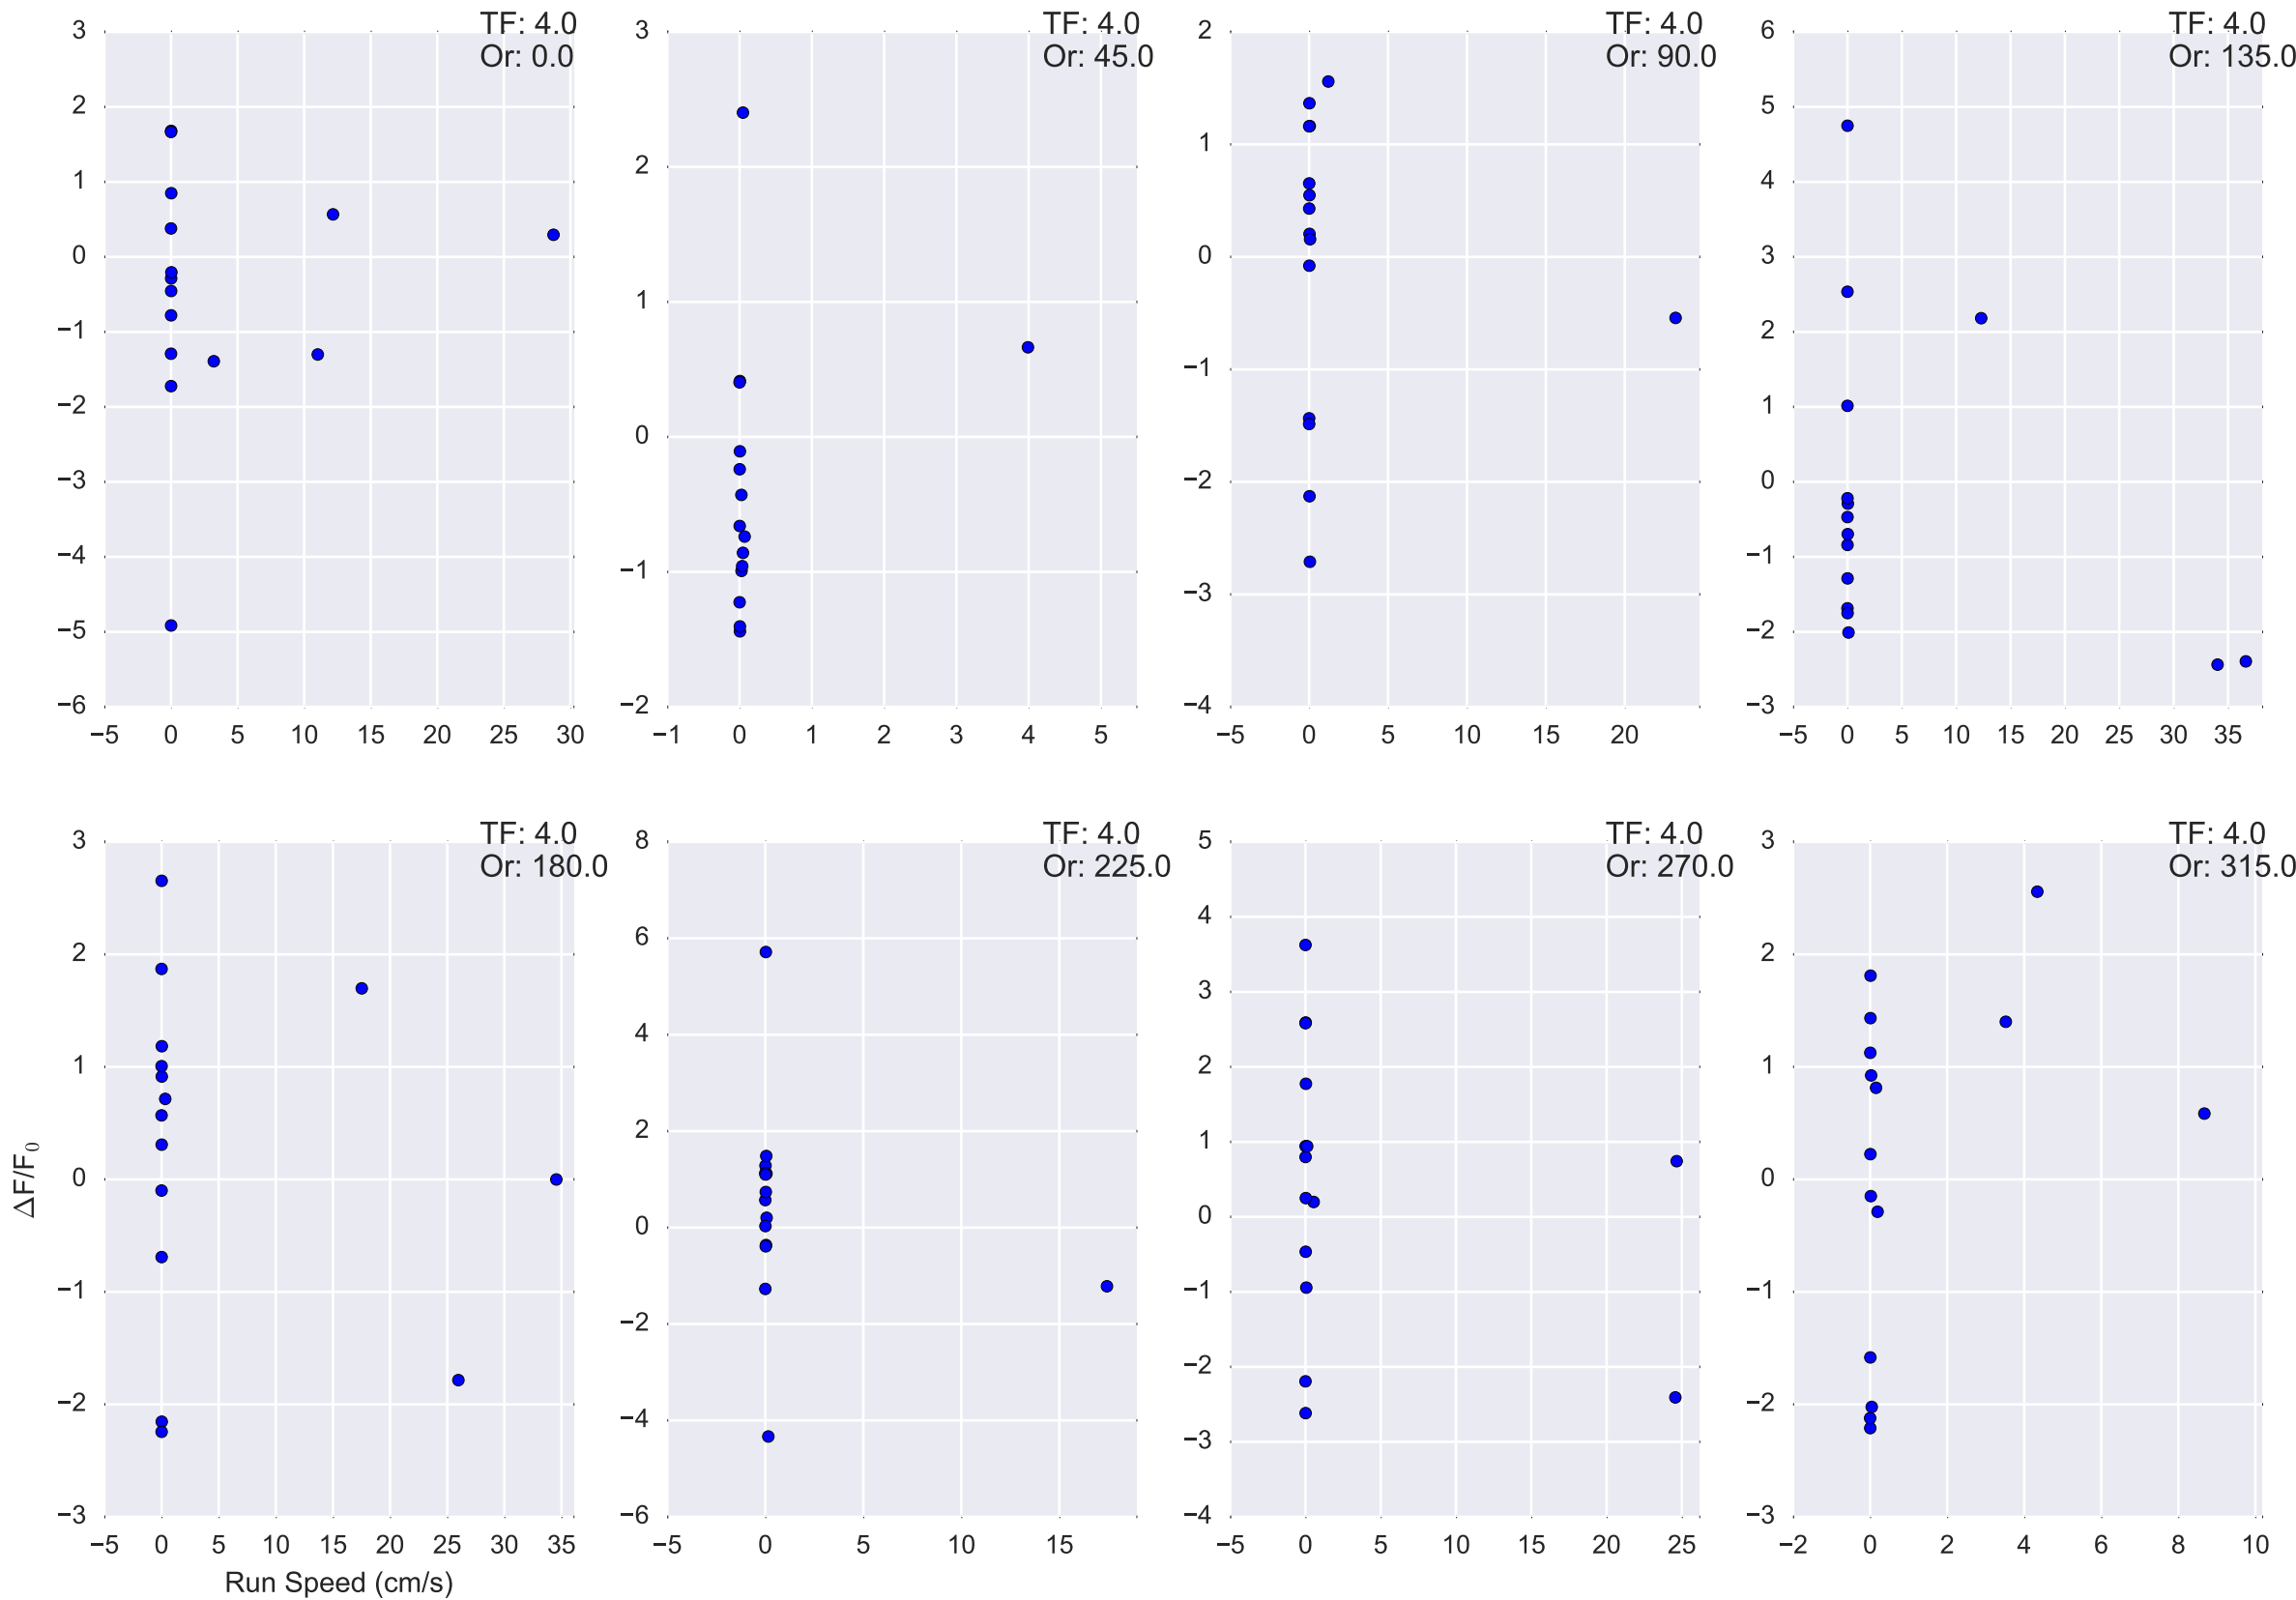 TF: 4.0
Or: 0.0
3
2
1
0
−1
−2
−3
−4
−5
−6
−5 0 5 10 15 20 25 30
TF: 4.0
Or: 45.0
3
2
1
0
−1
−2
−1 0 1 2 3 4 5
TF: 4.0
Or: 90.0
2
1
0
−1
−2
−3
−4
−5 0 5 10 15 20
TF: 4.0
Or: 135.0
6
5
4
3
2
1
0
−1
−2
−3
−5 0 5 10 15 20 25 30 35
TF: 4.0
Or: 180.0
3
2
1
0
−1
−2
−3
ΔF/F₀
−5 0 5 10 15 20 25 30 35
Run Speed (cm/s)
TF: 4.0
Or: 225.0
8
6
4
2
0
−2
−4
−6
−5 0 5 10 15
TF: 4.0
Or: 270.0
5
4
3
2
1
0
−1
−2
−3
−4
−5 0 5 10 15 20 25
TF: 4.0
Or: 315.0
3
2
1
0
−1
−2
−3
−2 0 2 4 6 8 10